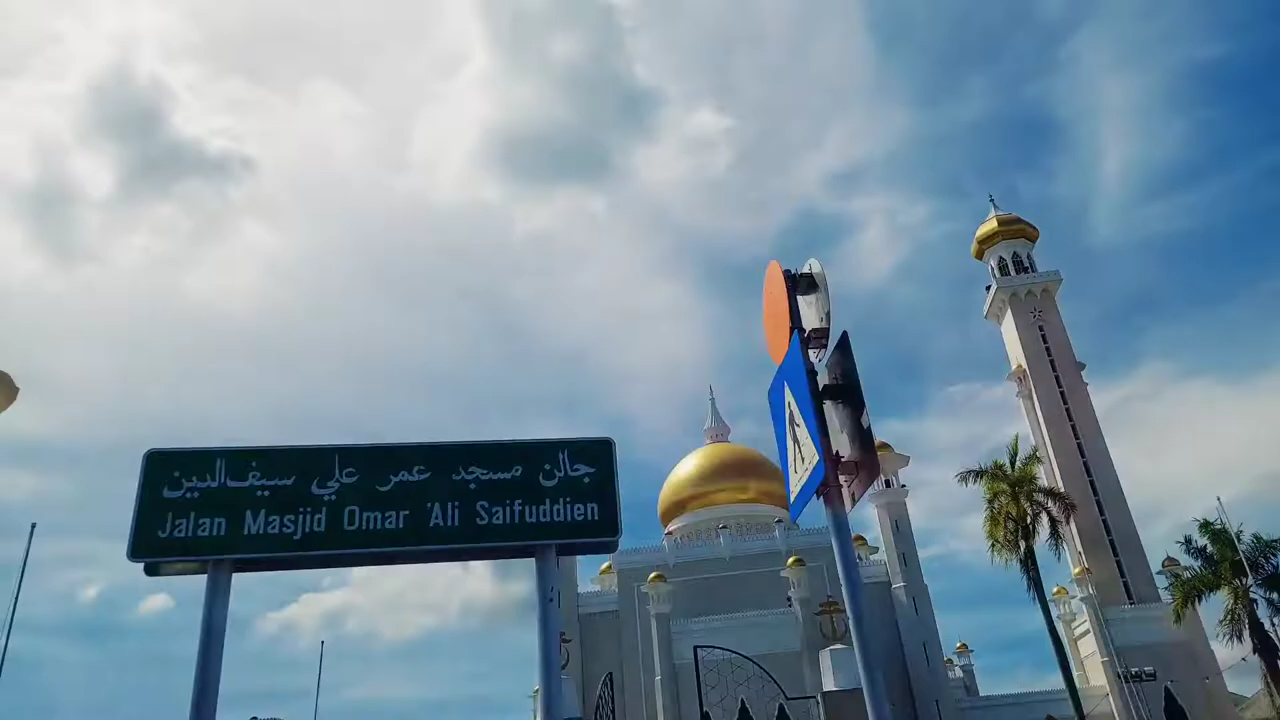 جالن مسجد عمر علي سيف الدين
Jalan Masjid Omar 'Ali Saifuddien